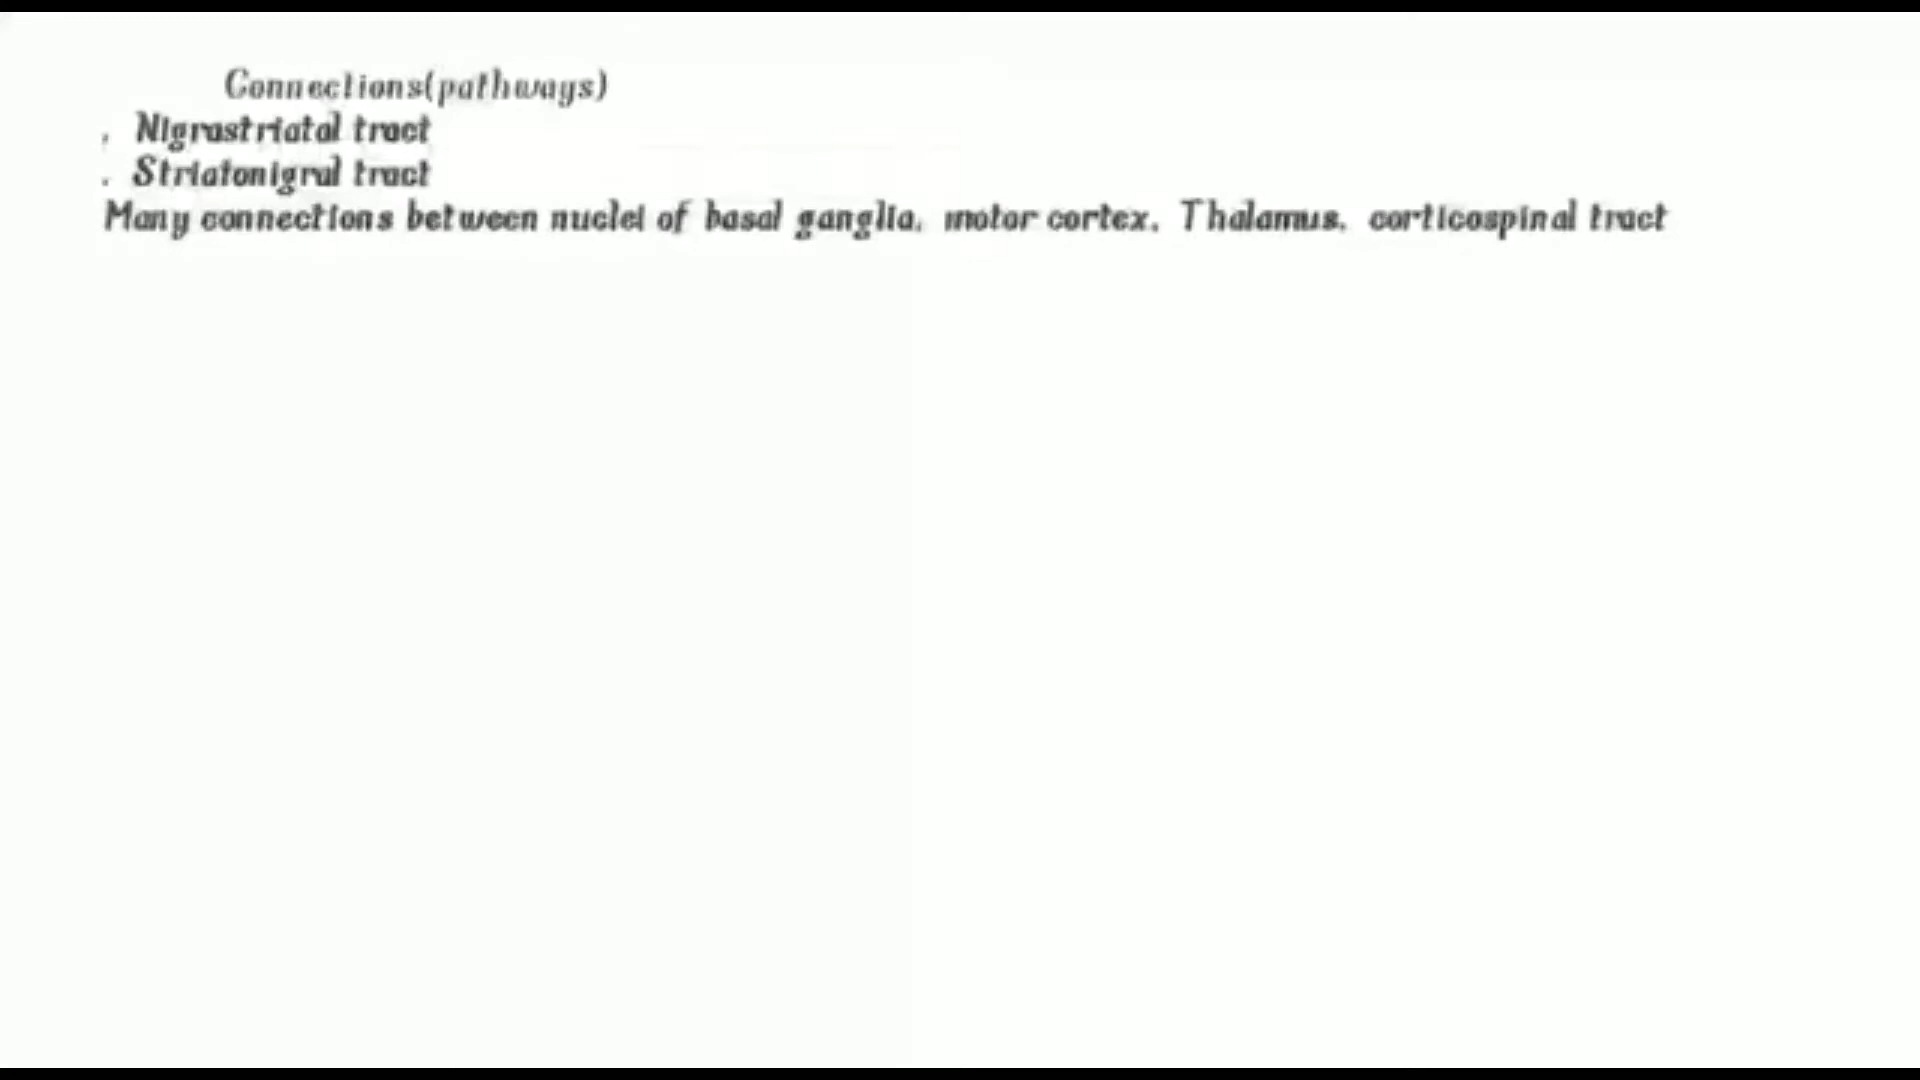 Connections(pathways)
. Nigrastriatal tract
. Striatonigral tract
Many connections between nuclei of basal ganglia, motor cortex, Thalamus, corticospinal tract